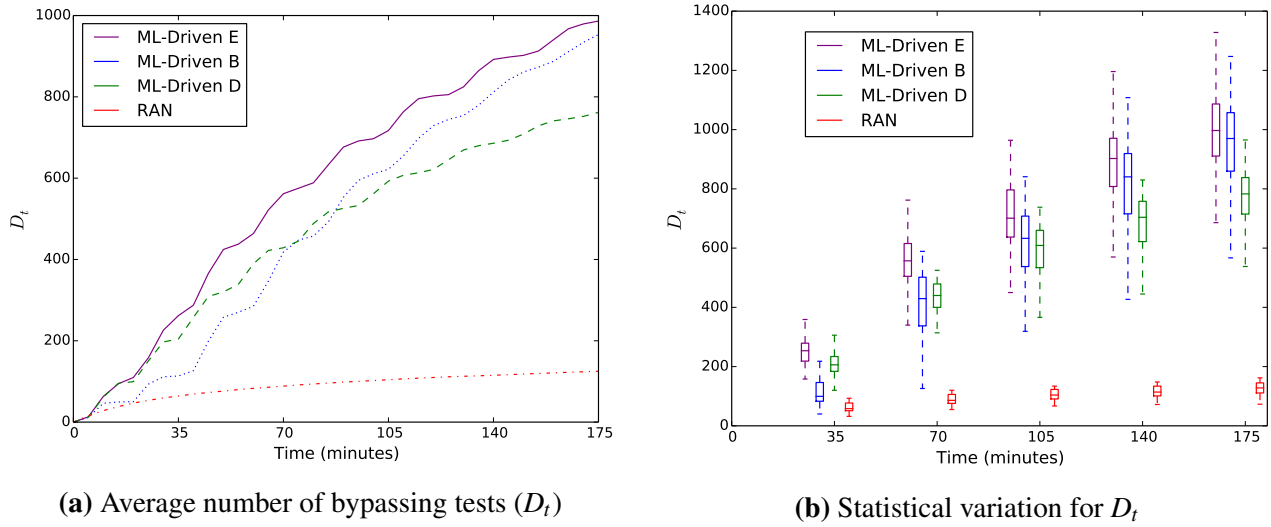 1000
800
600
400
200
0
D_t
ML-Driven E
ML-Driven B
ML-Driven D
RAN
0 35 70 105 140 175
Time (minutes)
(a) Average number of bypassing tests (D_t)
1400
1200
1000
800
600
400
200
0
D_t
ML-Driven E
ML-Driven B
ML-Driven D
RAN
0 35 70 105 140 175
Time (minutes)
(b) Statistical variation for D_t